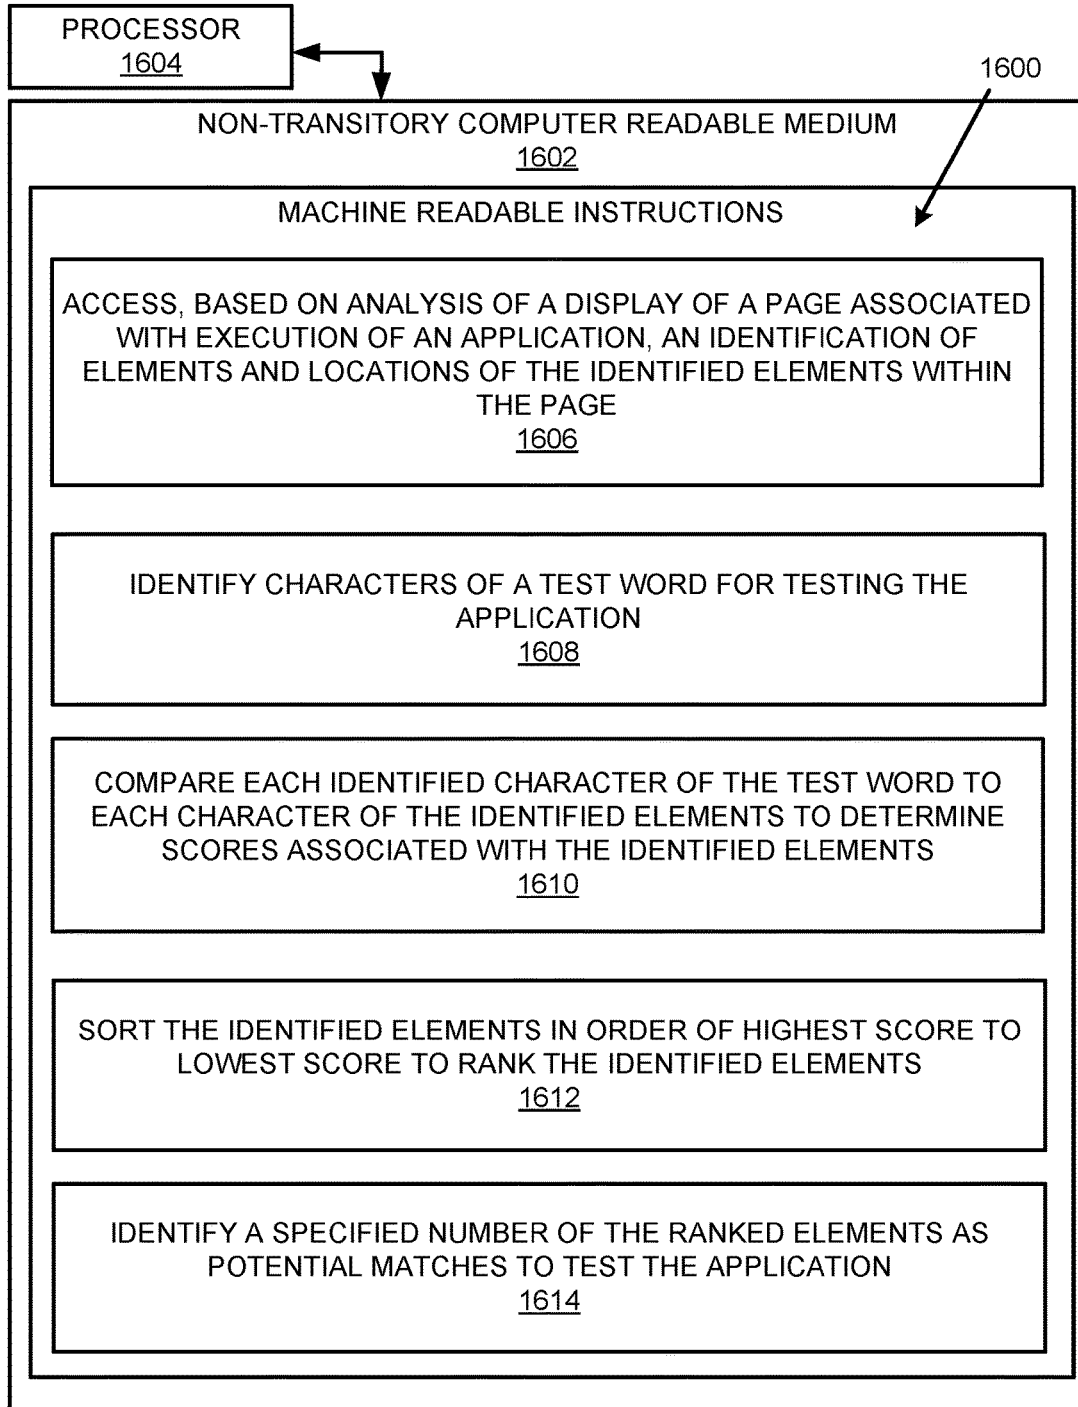 PROCESSOR
1604
1600
NON-TRANSITORY COMPUTER READABLE MEDIUM
1602
MACHINE READABLE INSTRUCTIONS
ACCESS, BASED ON ANALYSIS OF A DISPLAY OF A PAGE ASSOCIATED
WITH EXECUTION OF AN APPLICATION, AN IDENTIFICATION OF
ELEMENTS AND LOCATIONS OF THE IDENTIFIED ELEMENTS WITHIN
THE PAGE
1606
IDENTIFY CHARACTERS OF A TEST WORD FOR TESTING THE
APPLICATION
1608
COMPARE EACH IDENTIFIED CHARACTER OF THE TEST WORD TO
EACH CHARACTER OF THE IDENTIFIED ELEMENTS TO DETERMINE
SCORES ASSOCIATED WITH THE IDENTIFIED ELEMENTS
1610
SORT THE IDENTIFIED ELEMENTS IN ORDER OF HIGHEST SCORE TO
LOWEST SCORE TO RANK THE IDENTIFIED ELEMENTS
1612
IDENTIFY A SPECIFIED NUMBER OF THE RANKED ELEMENTS AS
POTENTIAL MATCHES TO TEST THE APPLICATION
1614